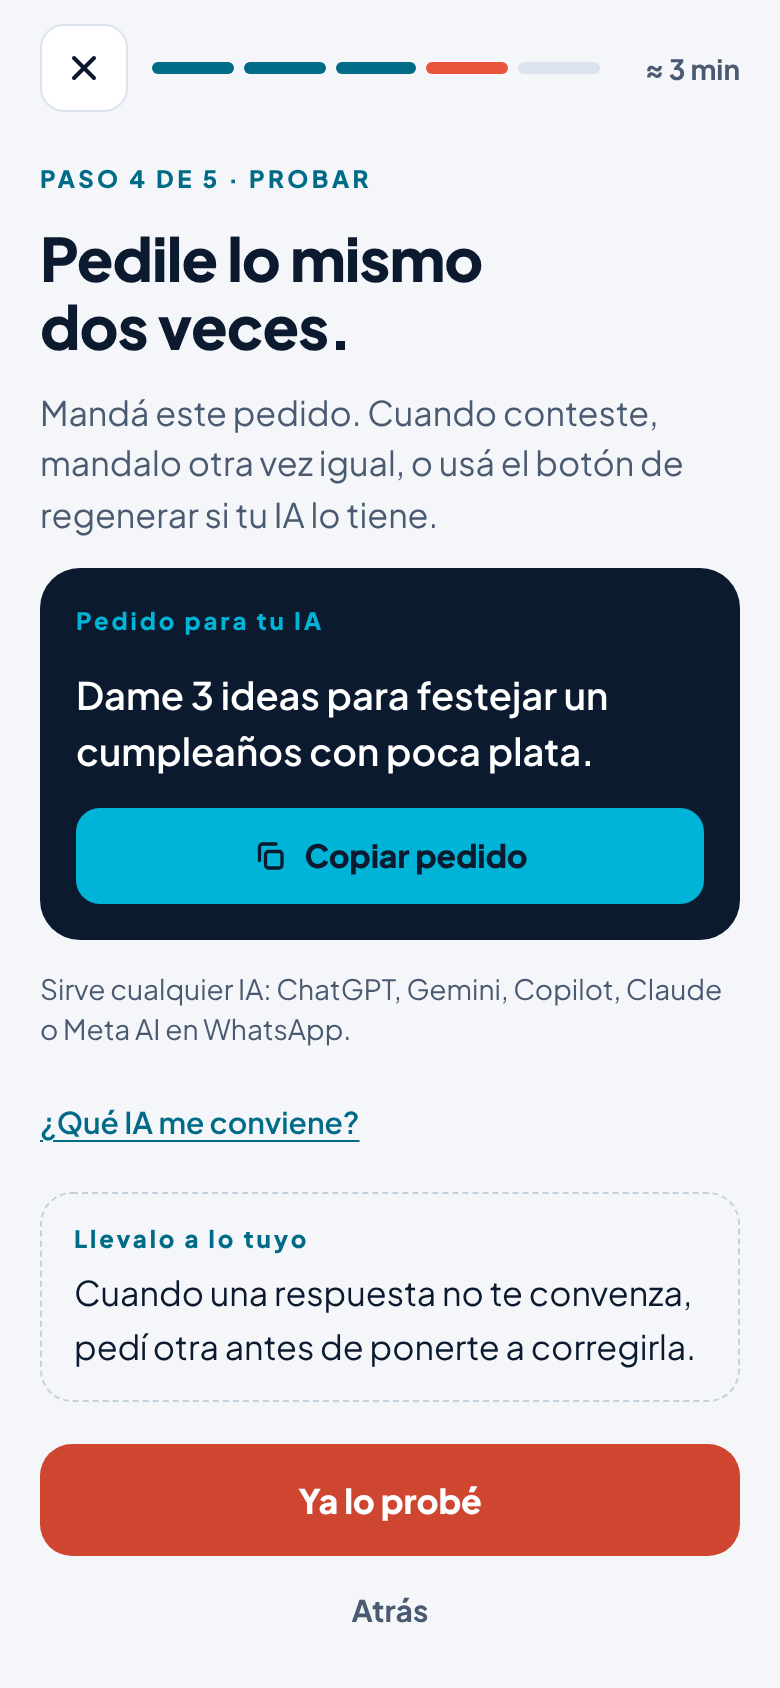 ≈ 3 min
PASO 4 DE 5 · PROBAR
Pedile lo mismo
dos veces.
Mandá este pedido. Cuando conteste,
mandalo otra vez igual, o usá el botón de
regenerar si tu IA lo tiene.
Pedido para tu IA
Dame 3 ideas para festejar un
cumpleaños con poca plata.
Copiar pedido
Sirve cualquier IA: ChatGPT, Gemini, Copilot, Claude
o Meta AI en WhatsApp.
¿Qué IA me conviene?
Llevalo a lo tuyo
Cuando una respuesta no te convenza,
pedí otra antes de ponerte a corregirla.
Ya lo probé
Atrás